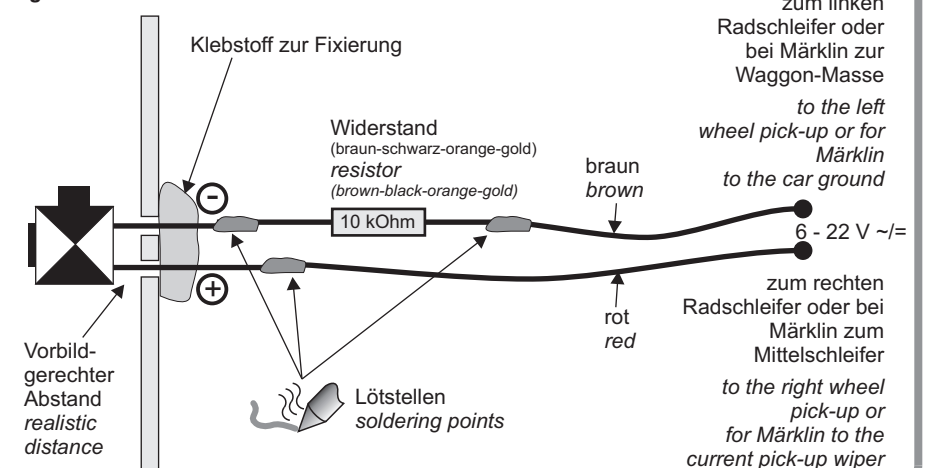 zum linken
Radschleifer oder
bei Märklin zur
Waggon-Masse
to the left
wheel pick-up or for
Märklin
to the car ground
Klebstoff zur Fixierung
Widerstand
(braun-schwarz-orange-gold)
resistor
(brown-black-orange-gold)
braun
brown
-
10 kOhm
6 - 22 V ~/=
+
rot
red
zum rechten
Radschleifer oder bei
Märklin zum
Mittelschleifer
to the right wheel
pick-up or
for Märklin to the
current pick-up wiper
Vorbild-
gerechter
Abstand
realistic
distance
Lötstellen
soldering points